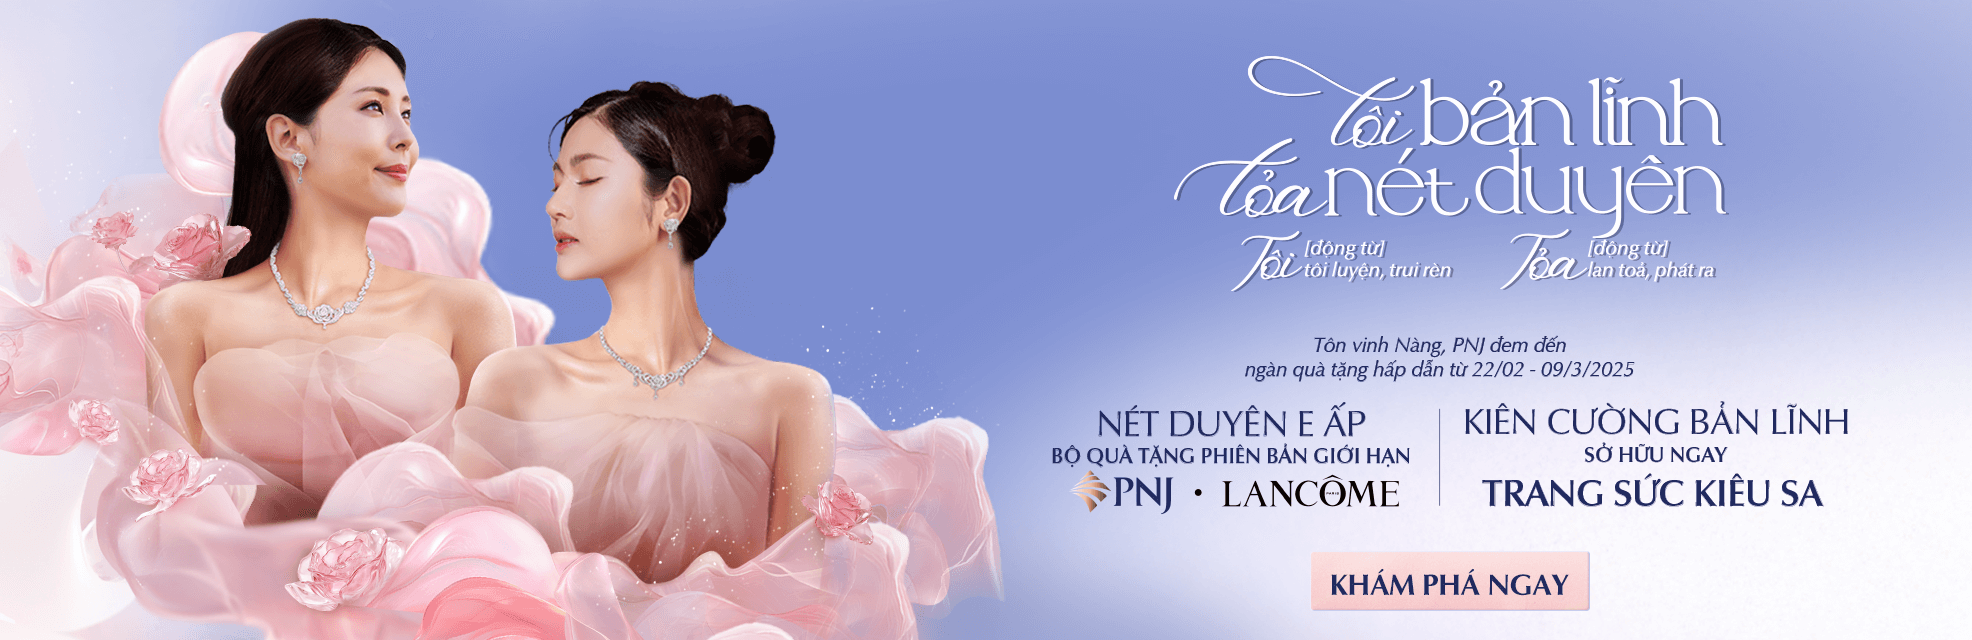 Tôi bản lĩnh
Tỏa nét duyên
Tôi [động từ]
tôi luyện, trui rèn
Tỏa [động từ]
lan toả, phát ra
Tôn vinh Nàng, PNJ đem đến
ngàn quà tặng hấp dẫn từ 22/02 - 09/3/2025
NÉT DUYÊN E ẤP
BỘ QUÀ TẶNG PHIÊN BẢN GIỚI HẠN
PNJ • LANCÔME
PARIS
KIÊN CƯỜNG BẢN LĨNH
SỞ HỮU NGAY
TRANG SỨC KIÊU SA
KHÁM PHÁ NGAY